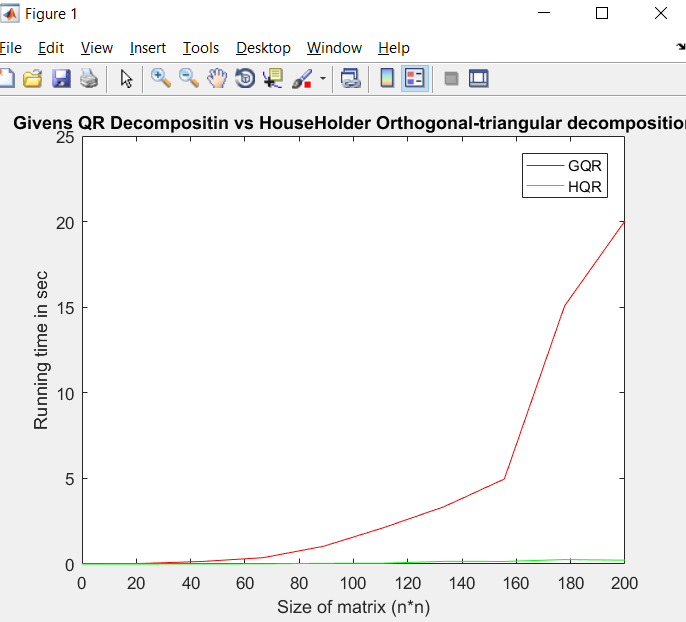 Figure 1
File Edit View Insert Tools Desktop Window Help
Givens QR Decompositin vs HouseHolder Orthogonal-triangular decomposition
GQR
HQR
25
20
15
10
5
0
Running time in sec
0 20 40 60 80 100 120 140 160 180 200
Size of matrix (n*n)